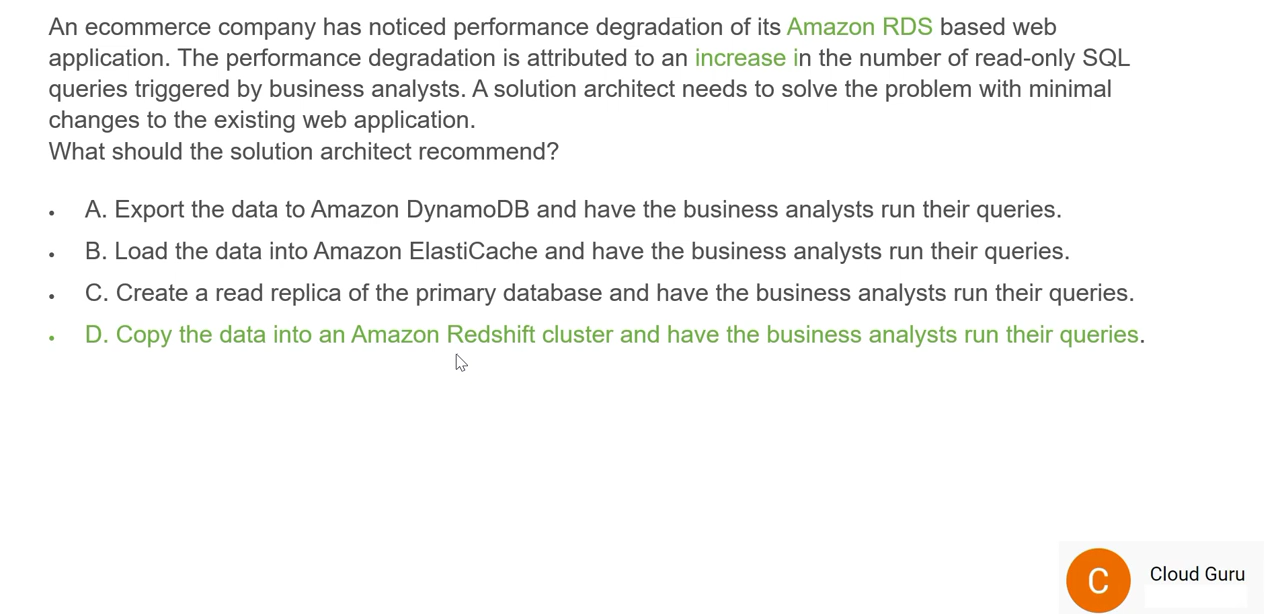 An ecommerce company has noticed performance degradation of its Amazon RDS based web
application. The performance degradation is attributed to an increase in the number of read-only SQL
queries triggered by business analysts. A solution architect needs to solve the problem with minimal
changes to the existing web application.
What should the solution architect recommend?
• A. Export the data to Amazon DynamoDB and have the business analysts run their queries.
• B. Load the data into Amazon ElastiCache and have the business analysts run their queries.
• C. Create a read replica of the primary database and have the business analysts run their queries.
• D. Copy the data into an Amazon Redshift cluster and have the business analysts run their queries.
C
Cloud Guru